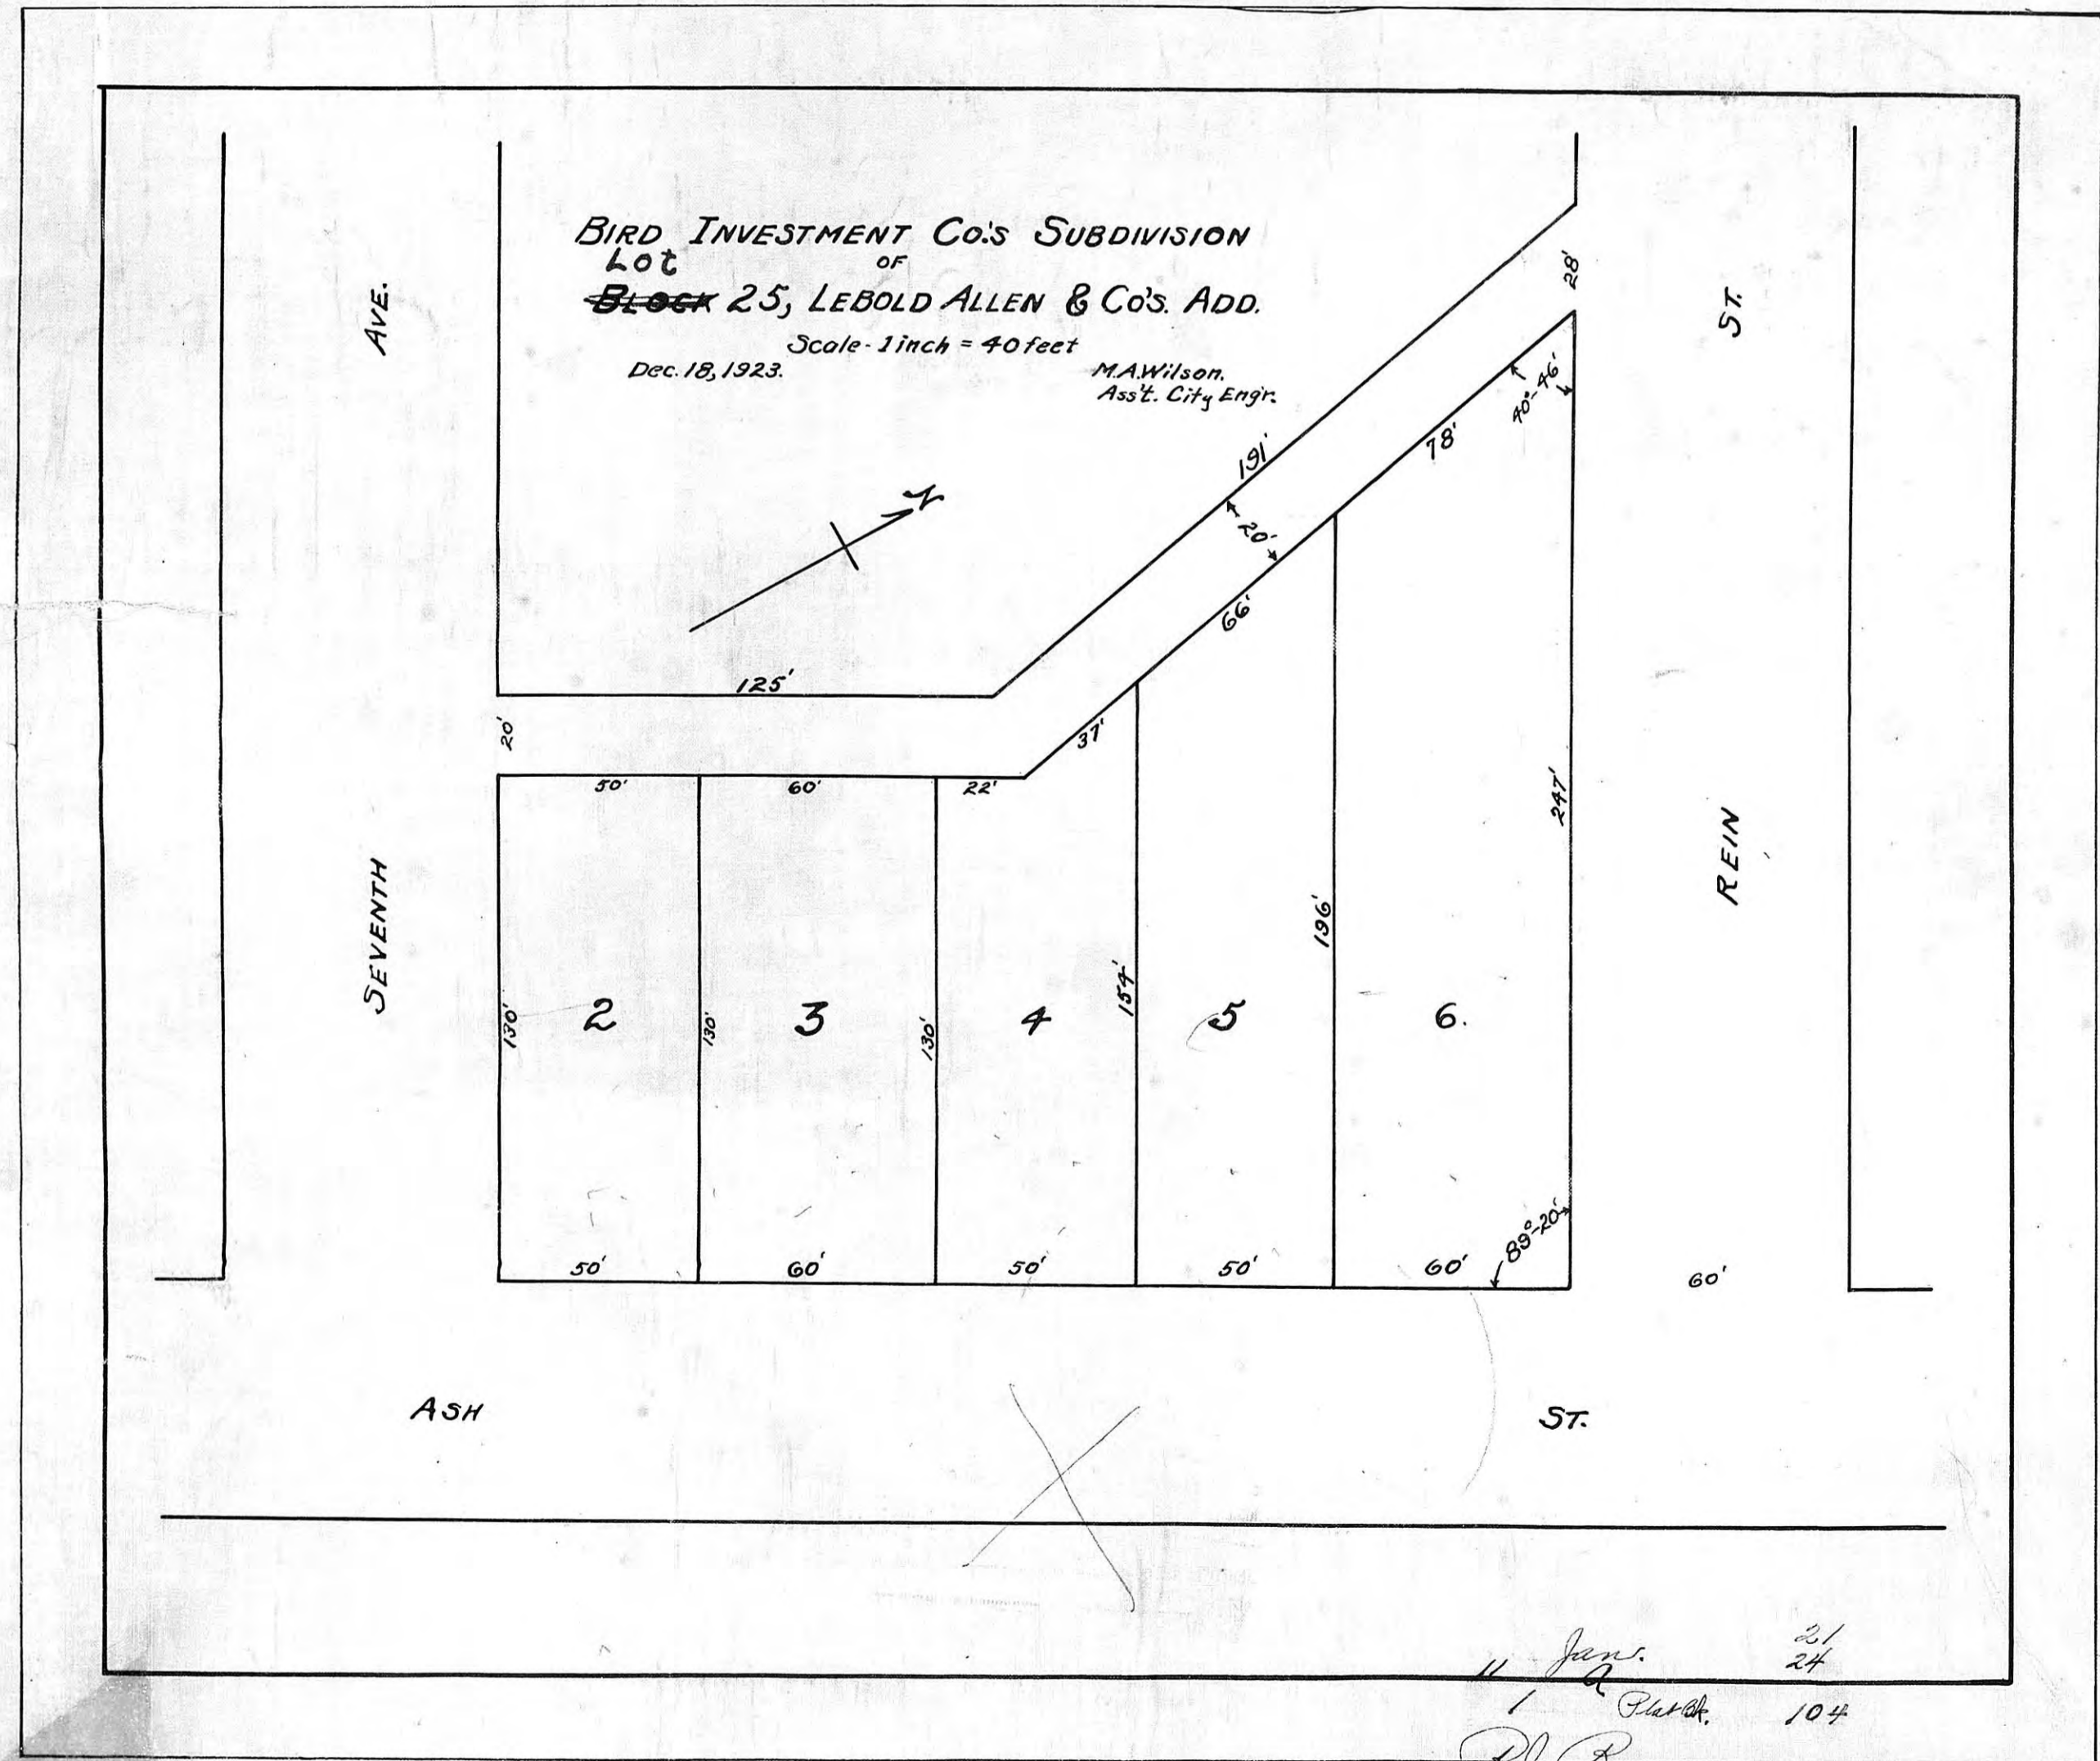 BIRD INVESTMENT CO.'S SUBDIVISION
Lot OF
BLOCK 25, LEBOLD ALLEN & CO'S. ADD.
Scale - 1 inch = 40 feet
Dec. 18, 1923.
M.A.Wilson.
Ass't. City Engr.
AVE.
ST.
28'
40°-46'
78'
191'
N
20'
66'
125'
20'
37'
50' 60' 22'
247'
SEVENTH
REIN
196'
154'
130' 2 130' 3 130' 4 5 6.
89°-20'
50' 60' 50' 50' 60' 60'
ASH ST.
Jan. 21
11 A 24
1 Plat Bk. 104